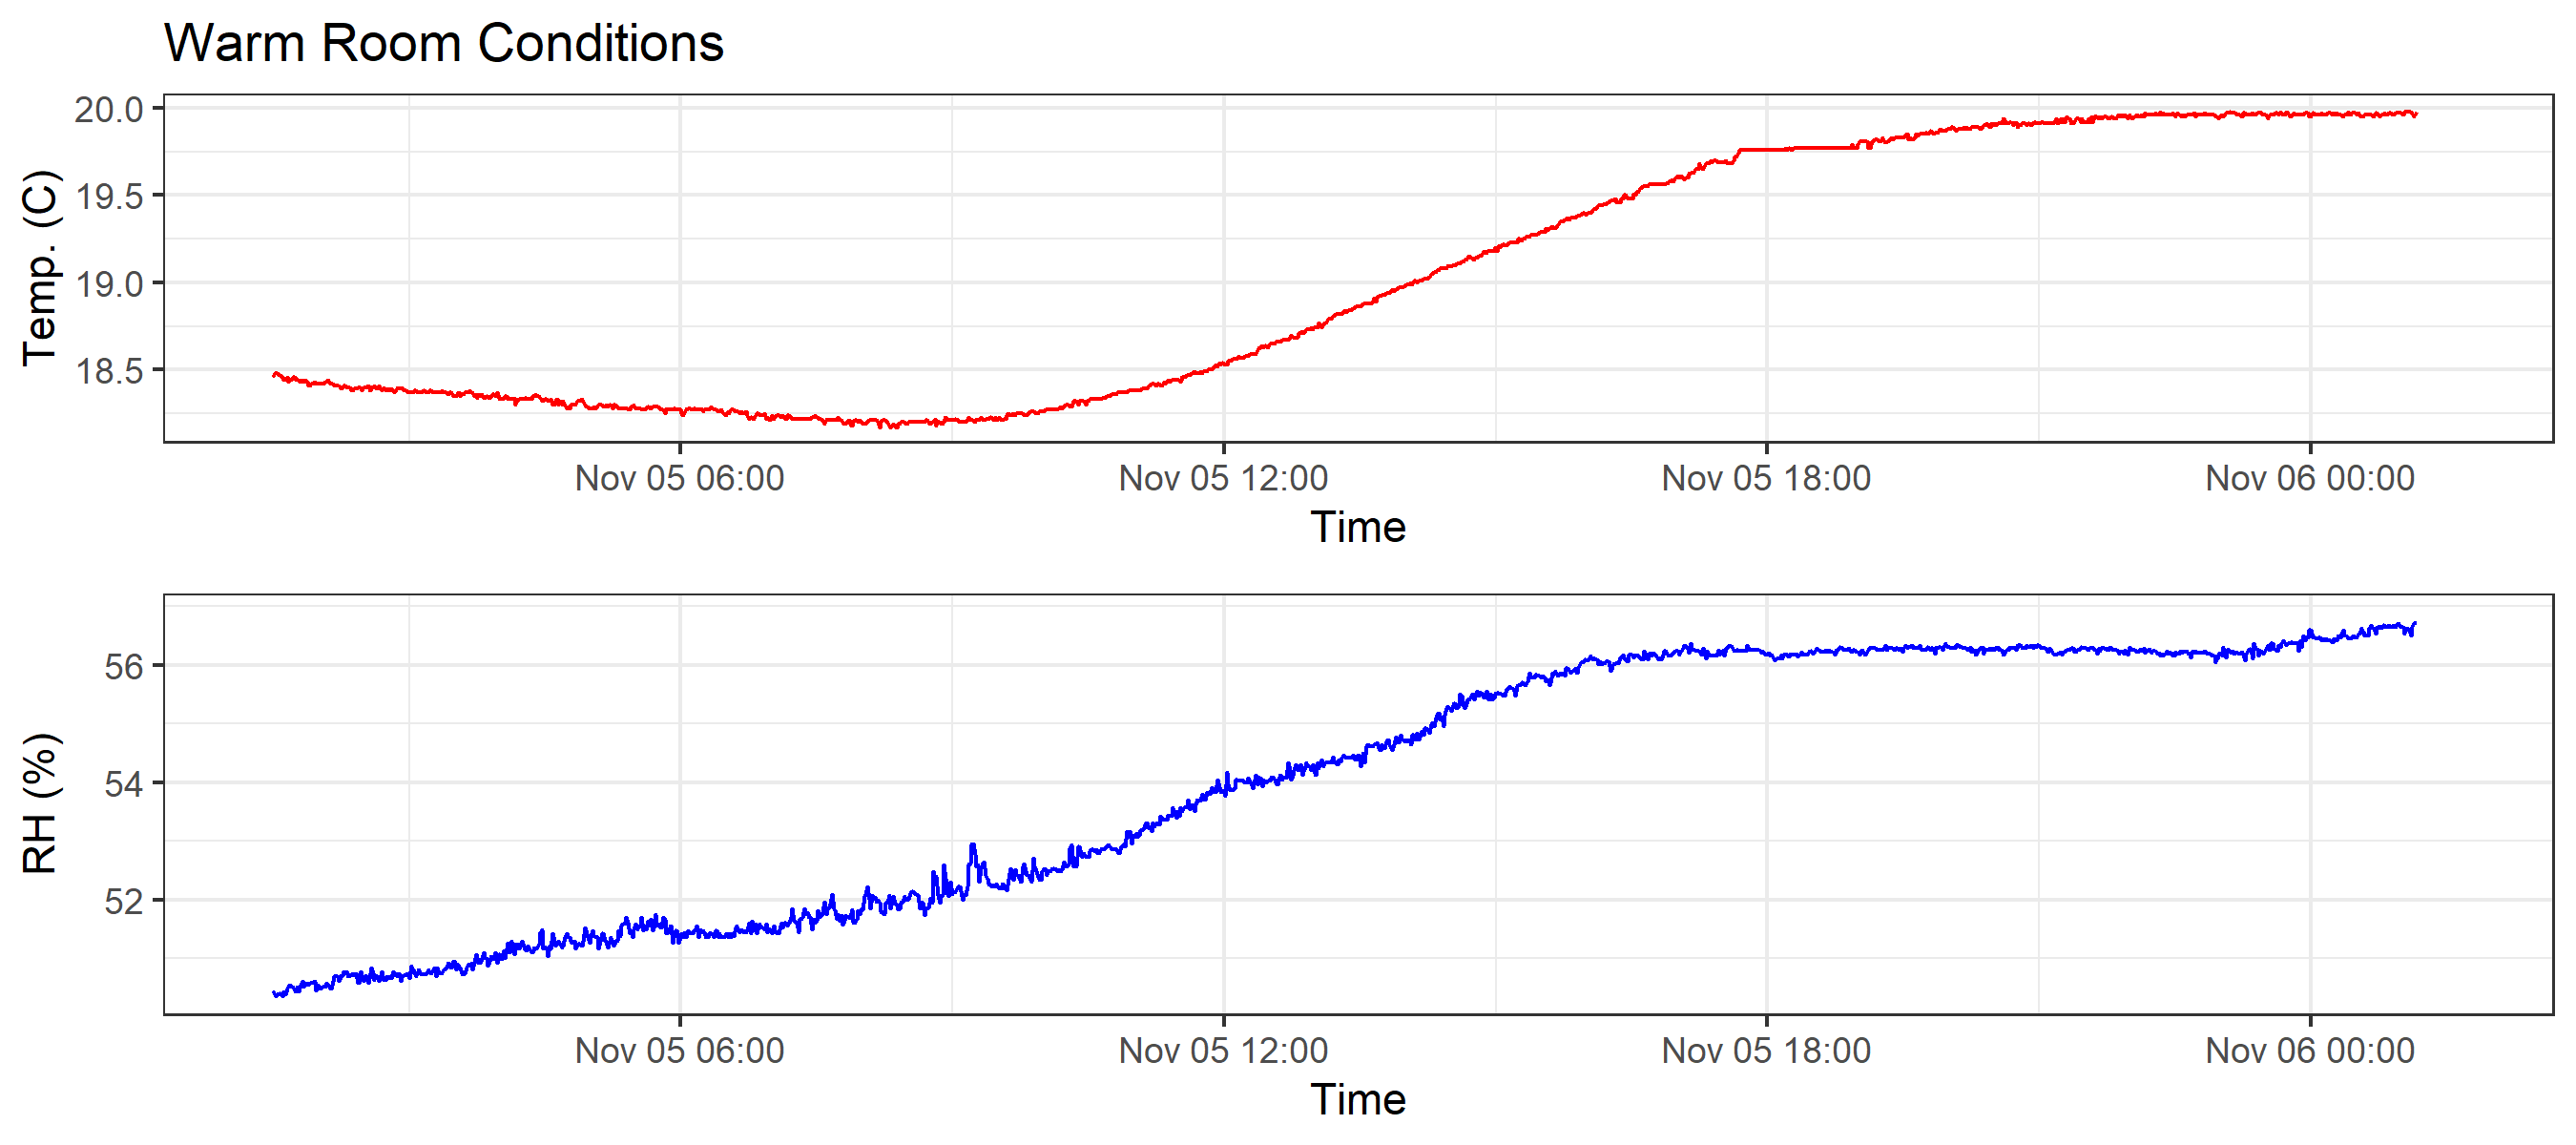 Warm Room Conditions
20.0
19.5
19.0
18.5
Temp. (C)
Nov 05 06:00 Nov 05 12:00 Nov 05 18:00 Nov 06 00:00
Time
56
54
52
RH (%)
Nov 05 06:00 Nov 05 12:00 Nov 05 18:00 Nov 06 00:00
Time